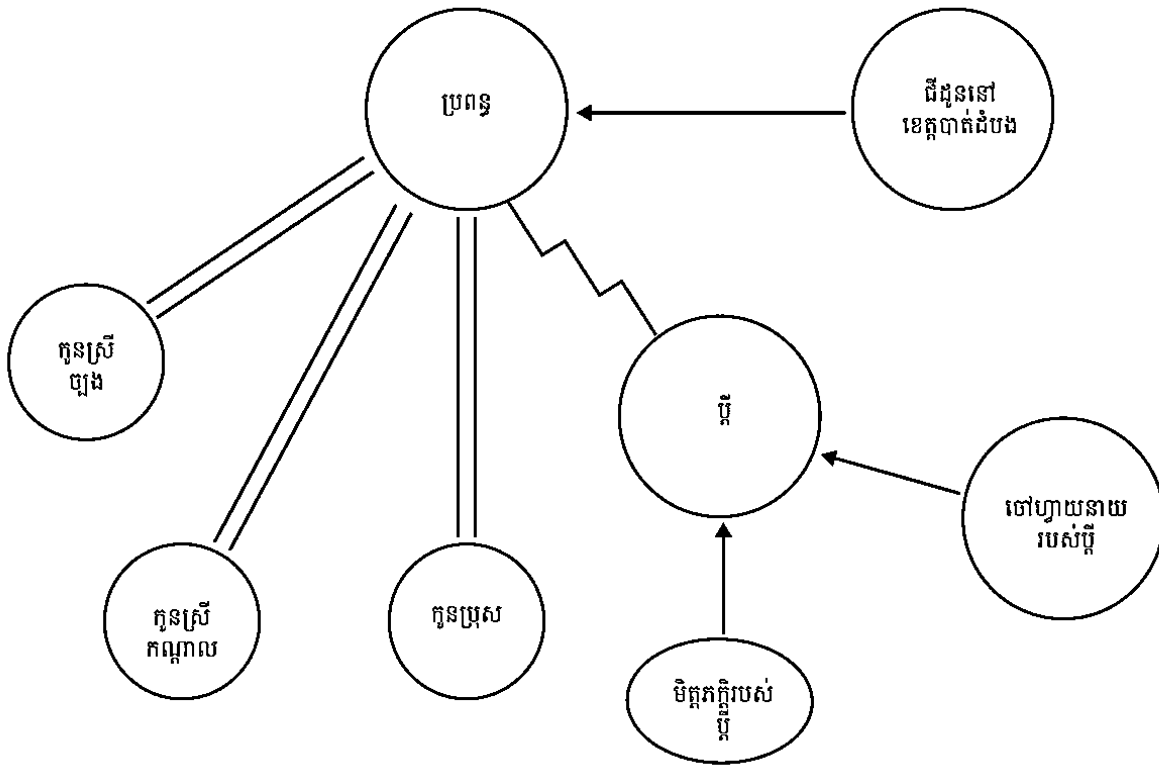 ប្រពន្ធ
ជីដូននៅ
ខេត្តបាត់ដំបង
កូនស្រី
ច្បង
ប្តី
ចៅហ្វាយនាយ
របស់ប្តី
កូនស្រី
កណ្តាល
កូនប្រុស
មិត្តភក្តិរបស់
ប្តី